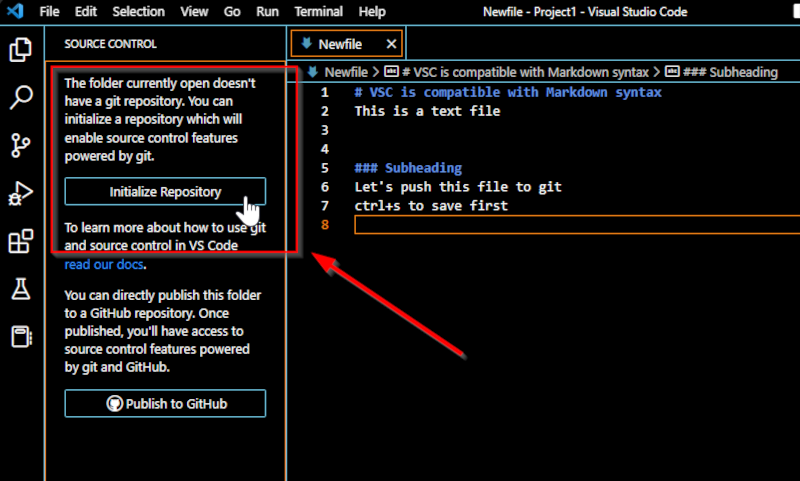 File Edit Selection View Go Run Terminal Help Newfile - Project1 - Visual Studio Code
SOURCE CONTROL
The folder currently open doesn't
have a git repository. You can
initialize a repository which will
enable source control features
powered by git.
Initialize Repository
To learn more about how to use git
and source control in VS Code
read our docs.
You can directly publish this folder
to a GitHub repository. Once
published, you'll have access to
source control features powered
by git and GitHub.
Publish to GitHub
Newfile
Newfile > abc # VSC is compatible with Markdown syntax > abc ### Subheading
1 # VSC is compatible with Markdown syntax
2 This is a text file
3
4
5 ### Subheading
6 Let's push this file to git
7 ctrl+s to save first
8